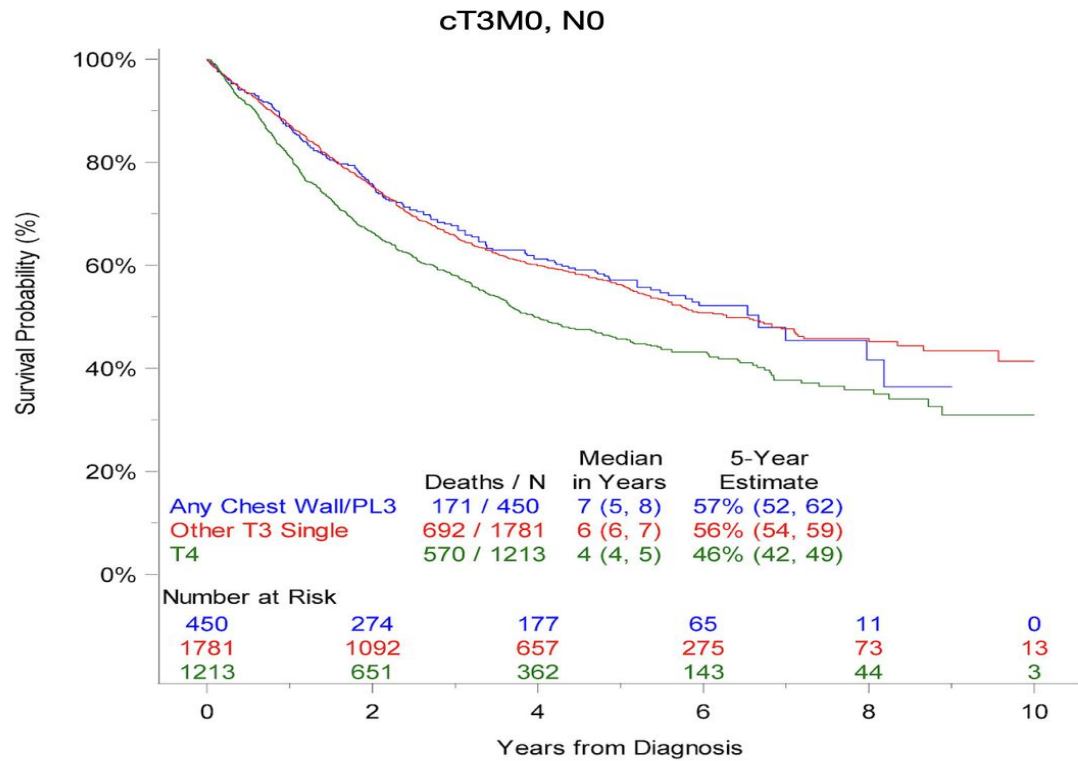 cT3M0, N0
100%
80%
60%
40%
20%
0%
Survival Probability (%)
Median 5-Year
Deaths / N in Years Estimate
Any Chest Wall/PL3 171 / 450 7 (5, 8) 57% (52, 62)
Other T3 Single 692 / 1781 6 (6, 7) 56% (54, 59)
T4 570 / 1213 4 (4, 5) 46% (42, 49)
Number at Risk
450 274 177 65 11 0
1781 1092 657 275 73 13
1213 651 362 143 44 3
0 2 4 6 8 10
Years from Diagnosis